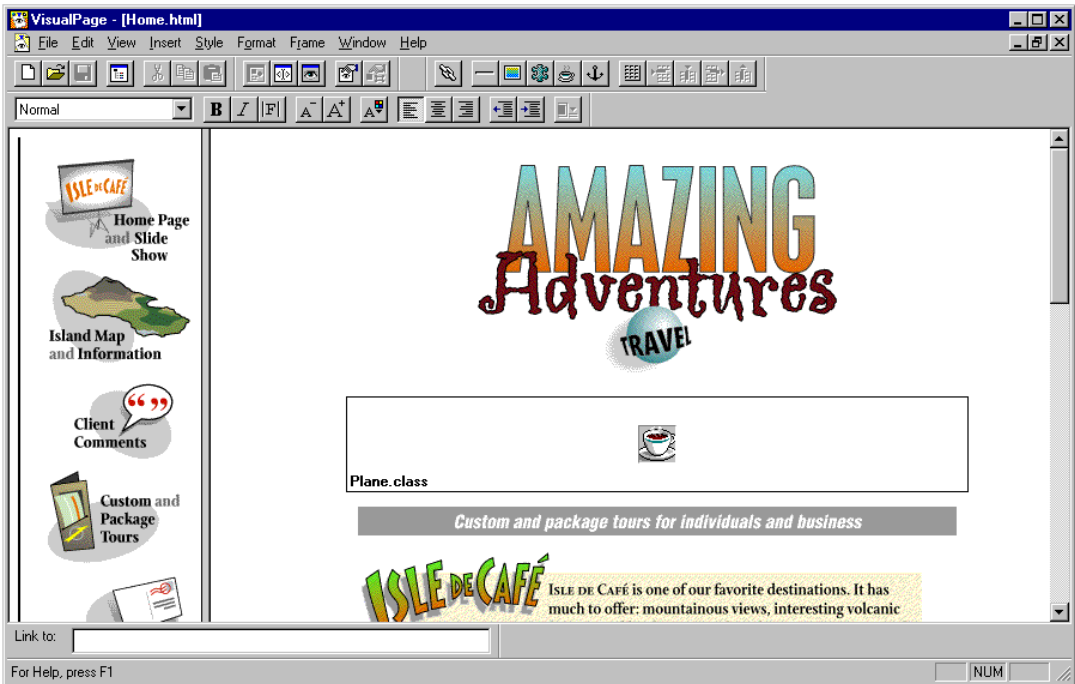 VisualPage - [Home.html]
File Edit View Insert Style Format Frame Window Help
Normal
B I |F| A- A+ A
ISLE DE CAFÉ
Home Page
and Slide
Show
Island Map
and Information
Client
Comments
Custom and
Package
Tours
AMAZING
Adventures
TRAVEL
Plane.class
Custom and package tours for individuals and business
ISLE DE CAFÉ
ISLE DE CAFÉ is one of our favorite destinations. It has
much to offer: mountainous views, interesting volcanic
Link to:
For Help, press F1
NUM